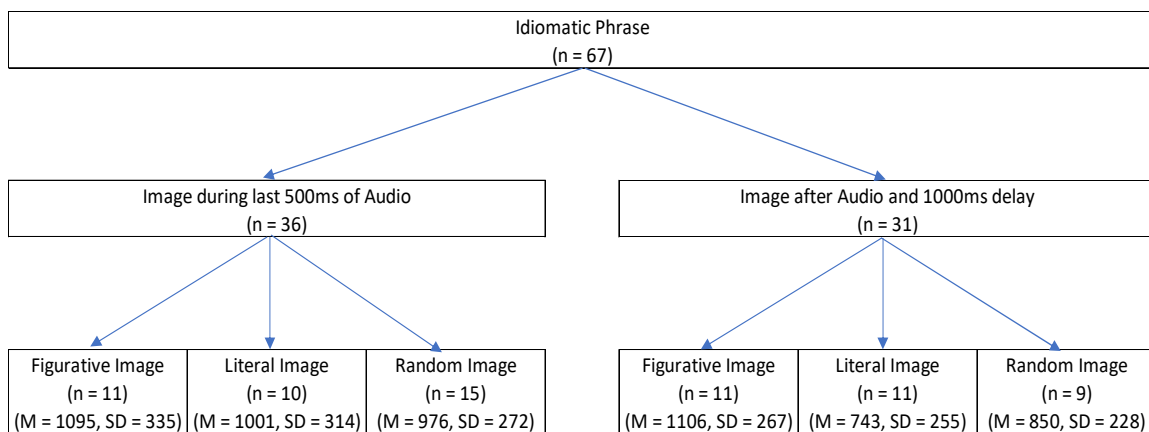 Idiomatic Phrase
(n = 67)
Image during last 500ms of Audio
(n = 36)
Image after Audio and 1000ms delay
(n = 31)
Figurative Image
(n = 11)
(M = 1095, SD = 335)
Literal Image
(n = 10)
(M = 1001, SD = 314)
Random Image
(n = 15)
(M = 976, SD = 272)
Figurative Image
(n = 11)
(M = 1106, SD = 267)
Literal Image
(n = 11)
(M = 743, SD = 255)
Random Image
(n = 9)
(M = 850, SD = 228)